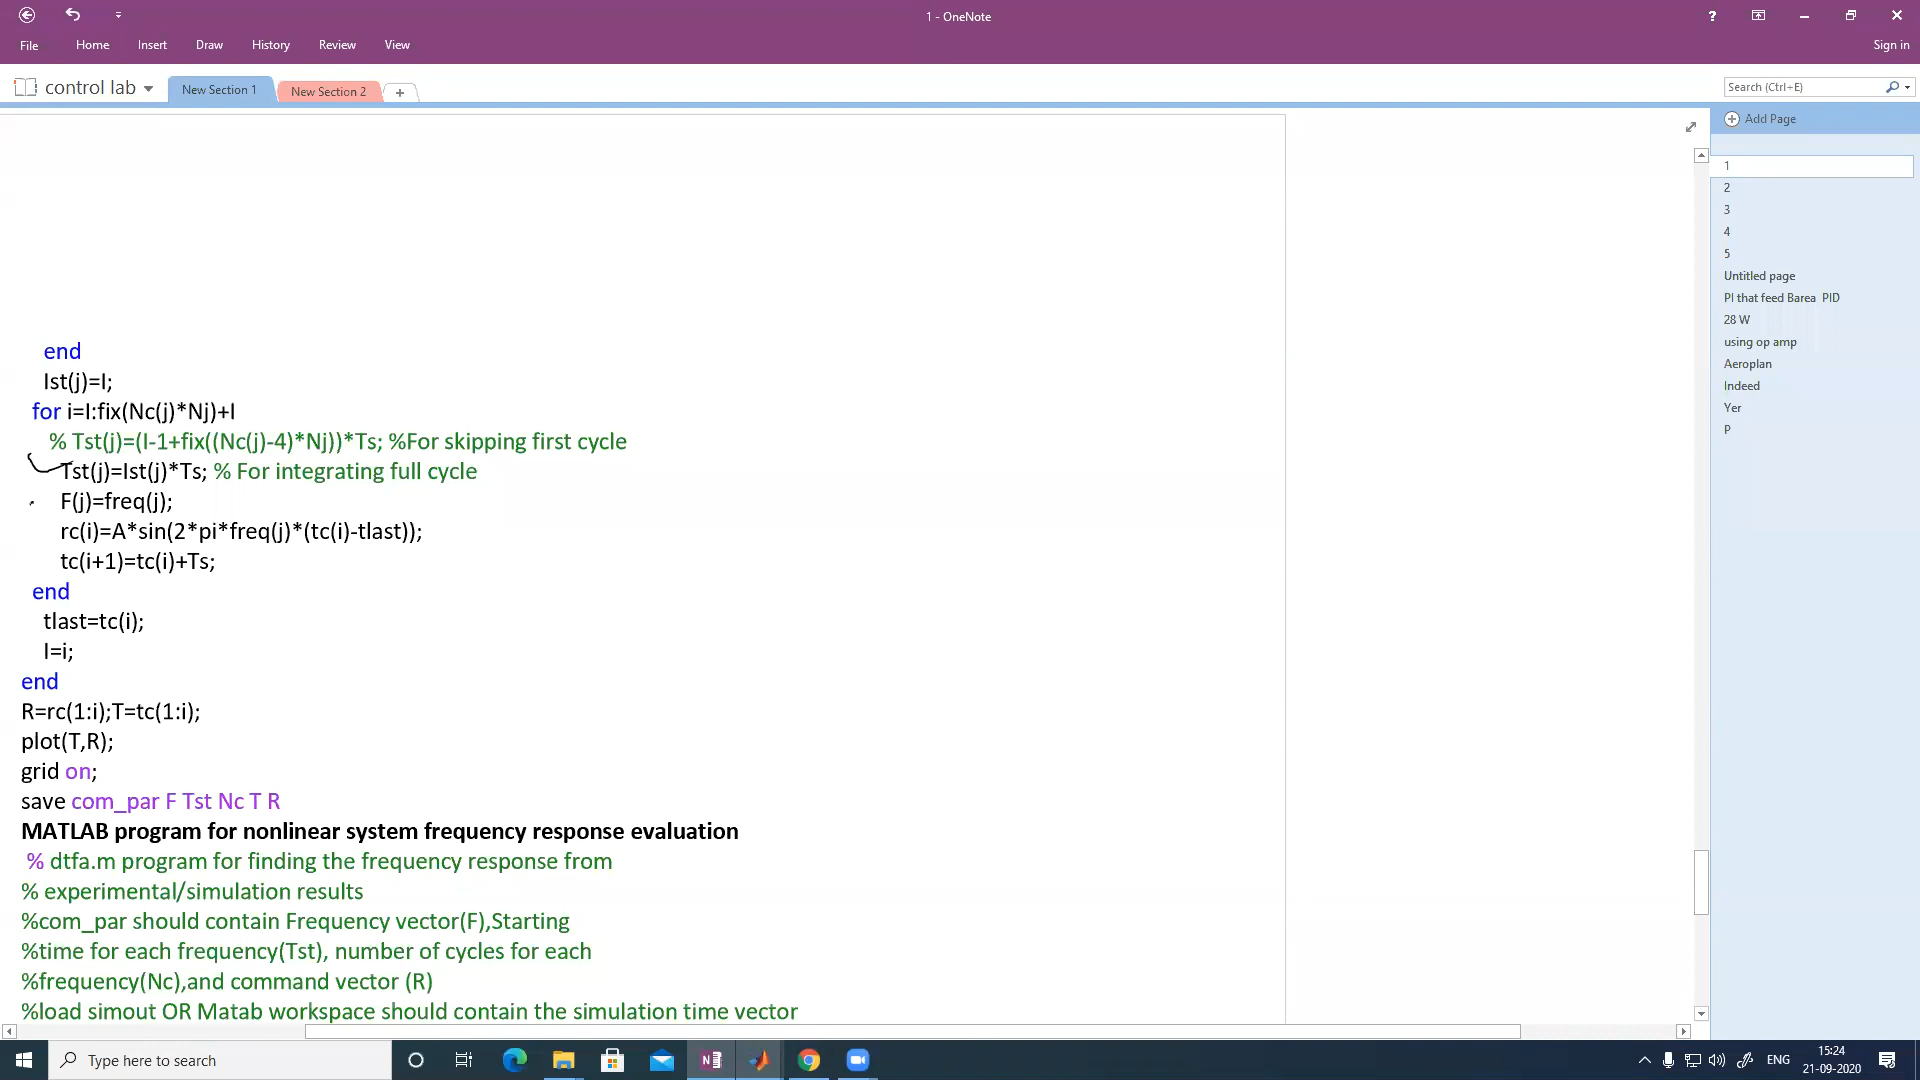 1 - OneNote
?
File
Home
Insert
Draw
History
Review
View
Sign in
control lab
New Section 1
New Section 2
+
Search (Ctrl+E)
Add Page
1
2
3
4
5
Untitled page
PI that feed Barea PID
28 W
using op amp
Aeroplan
Indeed
Yer
P
end
Ist(j)=I;
for i=I:fix(Nc(j)*Nj)+I
% Tst(j)=(I-1+fix((Nc(j)-4)*Nj))*Ts; %For skipping first cycle
Tst(j)=Ist(j)*Ts; % For integrating full cycle
F(j)=freq(j);
rc(i)=A*sin(2*pi*freq(j)*(tc(i)-tlast));
tc(i+1)=tc(i)+Ts;
end
tlast=tc(i);
I=i;
end
R=rc(1:i);T=tc(1:i);
plot(T,R);
grid on;
save com_par F Tst Nc T R
MATLAB program for nonlinear system frequency response evaluation
% dtfa.m program for finding the frequency response from
% experimental/simulation results
%com_par should contain Frequency vector(F),Starting
%time for each frequency(Tst), number of cycles for each
%frequency(Nc),and command vector (R)
%load simout OR Matab workspace should contain the simulation time vector
Type here to search
ENG
15:24
21-09-2020